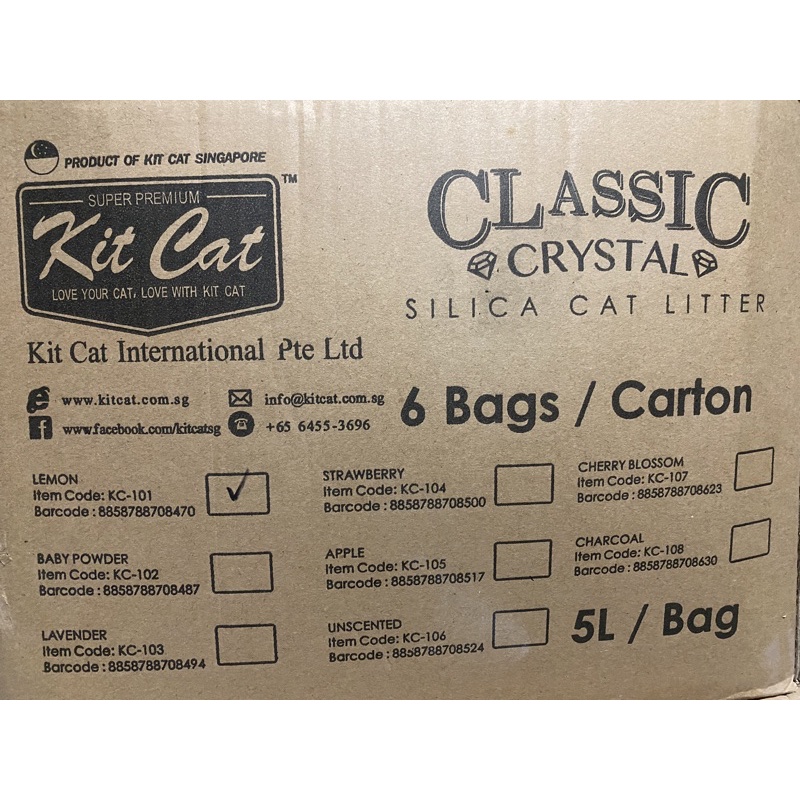 PRODUCT OF KIT CAT SINGAPORE
SUPER PREMIUM
Kit Cat
TM
LOVE YOUR CAT, LOVE WITH KIT CAT
Kit Cat International Pte Ltd
www.kitcat.com.sg
info@kitcat.com.sg
www.facebook.com/kitcatsg
+65 6455-3696
CLASSIC
CRYSTAL
SILICA CAT LITTER
6 Bags / Carton
LEMON
Item Code: KC-101
Barcode : 8858788708470
BABY POWDER
Item Code: KC-102
Barcode : 8858788708487
LAVENDER
Item Code: KC-103
Barcode : 8858788708494
STRAWBERRY
Item Code: KC-104
Barcode : 8858788708500
APPLE
Item Code: KC-105
Barcode : 8858788708517
UNSCENTED
Item Code: KC-106
Barcode : 8858788708524
CHERRY BLOSSOM
Item Code: KC-107
Barcode : 8858788708623
CHARCOAL
Item Code: KC-108
Barcode : 8858788708630
5L / Bag